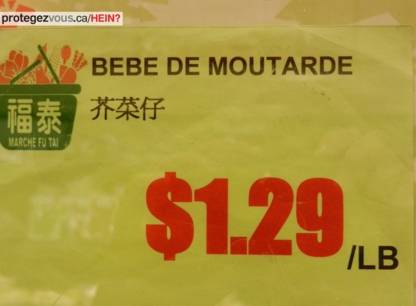 protegezvous.ca/HEIN?
BEBE DE MOUTARDE
芥菜仔
福泰
MARCHE FU TAI
$1.29
/LB